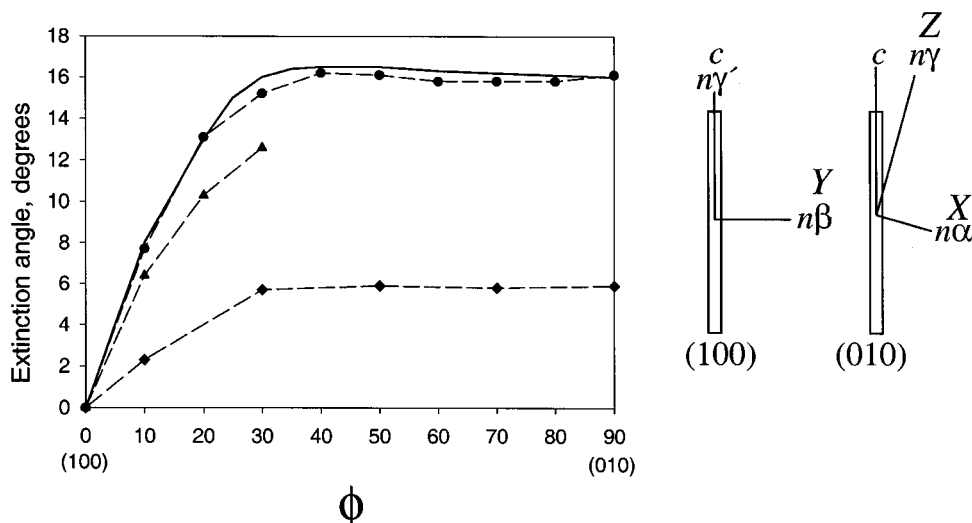 Extinction angle, degrees
18
16
14
12
10
8
6
4
2
0
0 10 20 30 40 50 60 70 80 90
(100) (010)
ϕ
c
nγ´
Y
nβ
(100)
Z
c nγ
X
nα
(010)